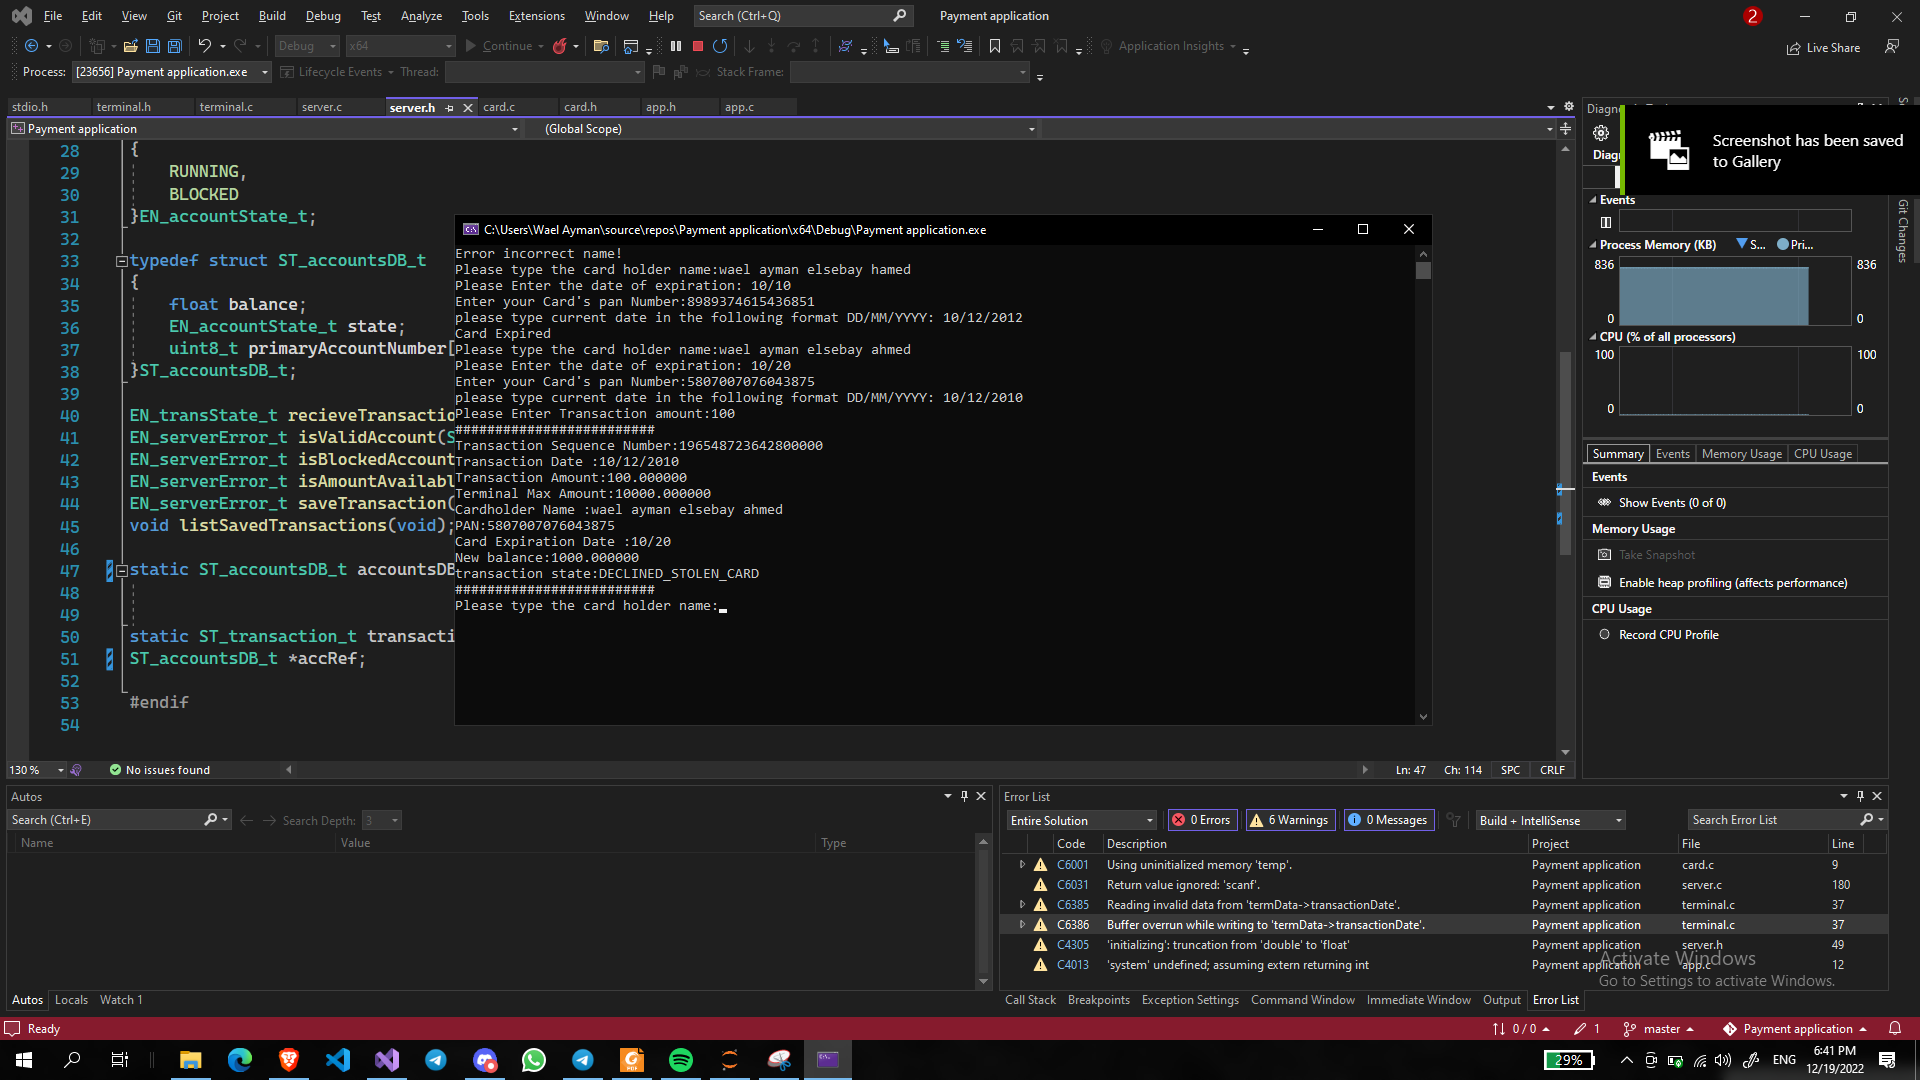 File Edit View Git Project Build Debug Test Analyze Tools Extensions Window Help Search (Ctrl+Q) Payment application 2
Debug x64 Continue Application Insights Live Share
Process: [23656] Payment application.exe Lifecycle Events Thread: Stack Frame:
stdio.h terminal.h terminal.c server.c server.h card.c card.h app.h app.c
Payment application (Global Scope)
28 {
29 RUNNING,
30 BLOCKED
31 }EN_accountState_t;
32
33 typedef struct ST_accountsDB_t
34 {
35 float balance;
36 EN_accountState_t state;
37 uint8_t primaryAccountNumber[
38 }ST_accountsDB_t;
39
40 EN_transState_t recieveTransactio
41 EN_serverError_t isValidAccount(S
42 EN_serverError_t isBlockedAccount
43 EN_serverError_t isAmountAvailabl
44 EN_serverError_t saveTransaction(
45 void listSavedTransactions(void);
46
47 static ST_accountsDB_t accountsDB
48
49
50 static ST_transaction_t transacti
51 ST_accountsDB_t *accRef;
52
53 #endif
54
C:\Users\Wael Ayman\source\repos\Payment application\x64\Debug\Payment application.exe
Error incorrect name!
Please type the card holder name:wael ayman elsebay hamed
Please Enter the date of expiration: 10/10
Enter your Card's pan Number:8989374615436851
please type current date in the following format DD/MM/YYYY: 10/12/2012
Card Expired
Please type the card holder name:wael ayman elsebay ahmed
Please Enter the date of expiration: 10/20
Enter your Card's pan Number:5807007076043875
please type current date in the following format DD/MM/YYYY: 10/12/2010
Please Enter Transaction amount:100
#########################
Transaction Sequence Number:196548723642800000
Transaction Date :10/12/2010
Transaction Amount:100.000000
Terminal Max Amount:10000.000000
Cardholder Name :wael ayman elsebay ahmed
PAN:5807007076043875
Card Expiration Date :10/20
New balance:1000.000000
transaction state:DECLINED_STOLEN_CARD
#########################
Please type the card holder name:
130 % No issues found Ln: 47 Ch: 114 SPC CRLF
Screenshot has been saved
to Gallery
Diag
Events
Process Memory (KB) S... Pri...
836 836
0 0
CPU (% of all processors)
100 100
0 0
Summary Events Memory Usage CPU Usage
Events
Show Events (0 of 0)
Memory Usage
Take Snapshot
Enable heap profiling (affects performance)
CPU Usage
Record CPU Profile
Git Changes
Autos
Search (Ctrl+E) Search Depth: 3
Name Value Type
Autos Locals Watch 1
Error List
Entire Solution 0 Errors 6 Warnings 0 Messages Build + IntelliSense Search Error List
Code Description Project File Line
C6001 Using uninitialized memory 'temp'. Payment application card.c 9
C6031 Return value ignored: 'scanf'. Payment application server.c 180
C6385 Reading invalid data from 'termData->transactionDate'. Payment application terminal.c 37
C6386 Buffer overrun while writing to 'termData->transactionDate'. Payment application terminal.c 37
C4305 'initializing': truncation from 'double' to 'float' Payment application server.h 49
C4013 'system' undefined; assuming extern returning int Payment application app.c 12
Activate Windows
Go to Settings to activate Windows.
Call Stack Breakpoints Exception Settings Command Window Immediate Window Output Error List
Ready 0 / 0 1 master Payment application
29% ENG 6:41 PM
12/19/2022